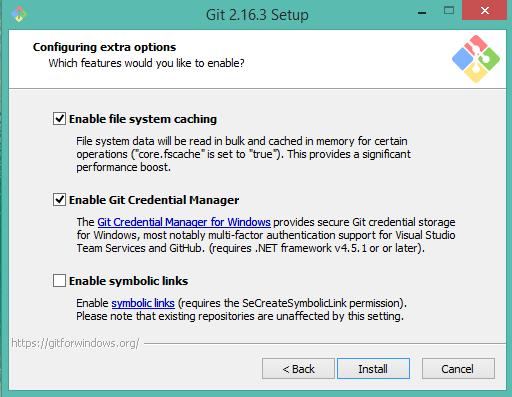 Git 2.16.3 Setup
Configuring extra options
Which features would you like to enable?
Enable file system caching
File system data will be read in bulk and cached in memory for certain
operations ("core.fscache" is set to "true"). This provides a significant
performance boost.
Enable Git Credential Manager
The Git Credential Manager for Windows provides secure Git credential storage
for Windows, most notably multi-factor authentication support for Visual Studio
Team Services and GitHub. (requires .NET framework v4.5.1 or or later).
Enable symbolic links
Enable symbolic links (requires the SeCreateSymbolicLink permission).
Please note that existing repositories are unaffected by this setting.
https://gitforwindows.org/
< Back
Install
Cancel